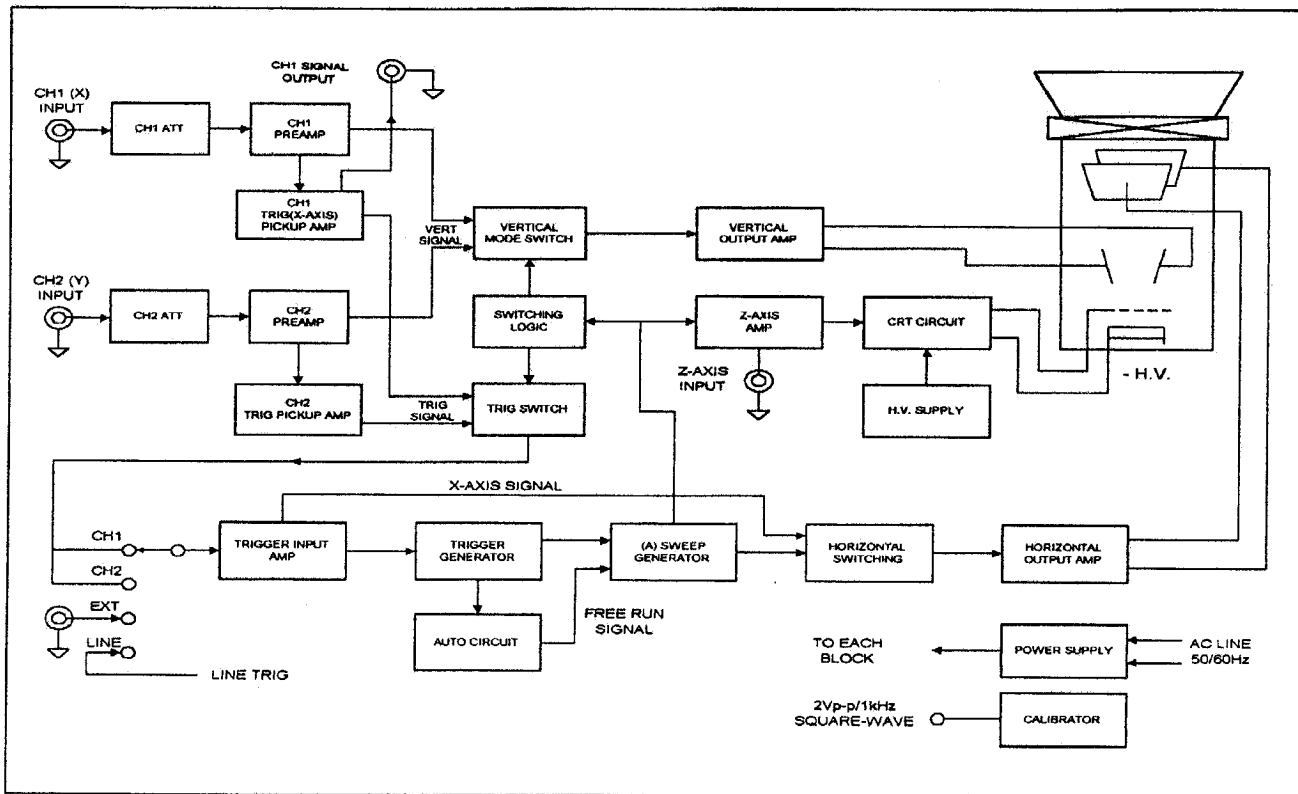 CH1 SIGNAL
OUTPUT
CH1 (X)
INPUT
CH1 ATT
CH1
PREAMP
CH1
TRIG(X-AXIS)
PICKUP AMP
VERT
SIGNAL
VERTICAL
MODE SWITCH
VERTICAL
OUTPUT AMP
CH2 (Y)
INPUT
CH2 ATT
CH2
PREAMP
SWITCHING
LOGIC
Z-AXIS
AMP
CRT CIRCUIT
Z-AXIS
INPUT
- H.V.
CH2
TRIG PICKUP AMP
TRIG
SIGNAL
TRIG SWITCH
H.V. SUPPLY
X-AXIS SIGNAL
CH1
TRIGGER INPUT
AMP
TRIGGER
GENERATOR
(A) SWEEP
GENERATOR
HORIZONTAL
SWITCHING
HORIZONTAL
OUTPUT AMP
CH2
EXT
LINE
LINE TRIG
AUTO CIRCUIT
FREE RUN
SIGNAL
TO EACH
BLOCK
POWER SUPPLY
AC LINE
50/60Hz
2Vp-p/1kHz
SQUARE-WAVE
CALIBRATOR